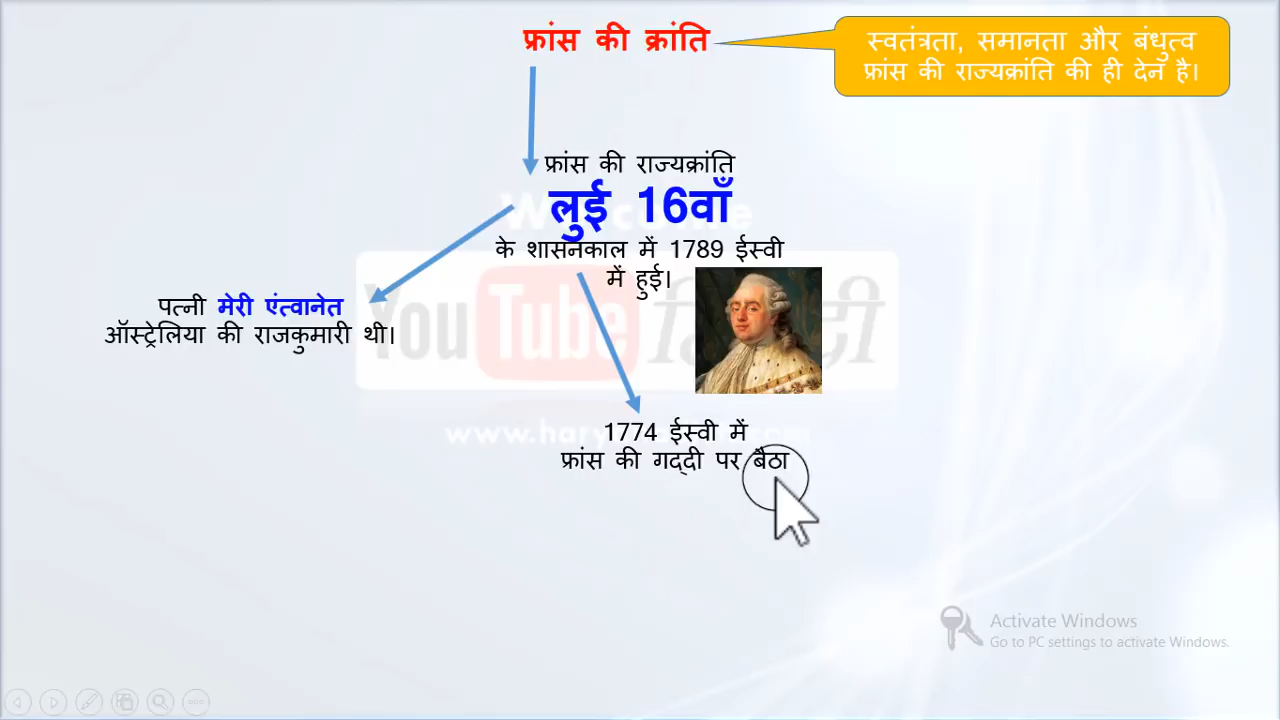 फ्रांस की क्रांति
स्वतंत्रता, समानता और बंधुत्व
फ्रांस की राज्यक्रांति की ही देन है।
फ्रांस की राज्यक्रांति
लुई 16वाँ
के शासनकाल में 1789 ईस्वी
में हुई।
पत्नी मेरी एंत्वानेत
ऑस्ट्रेलिया की राजकुमारी थी।
YouTube
1774 ईस्वी में
फ्रांस की गद्दी पर बैठा
Activate Windows
Go to PC settings to activate Windows.